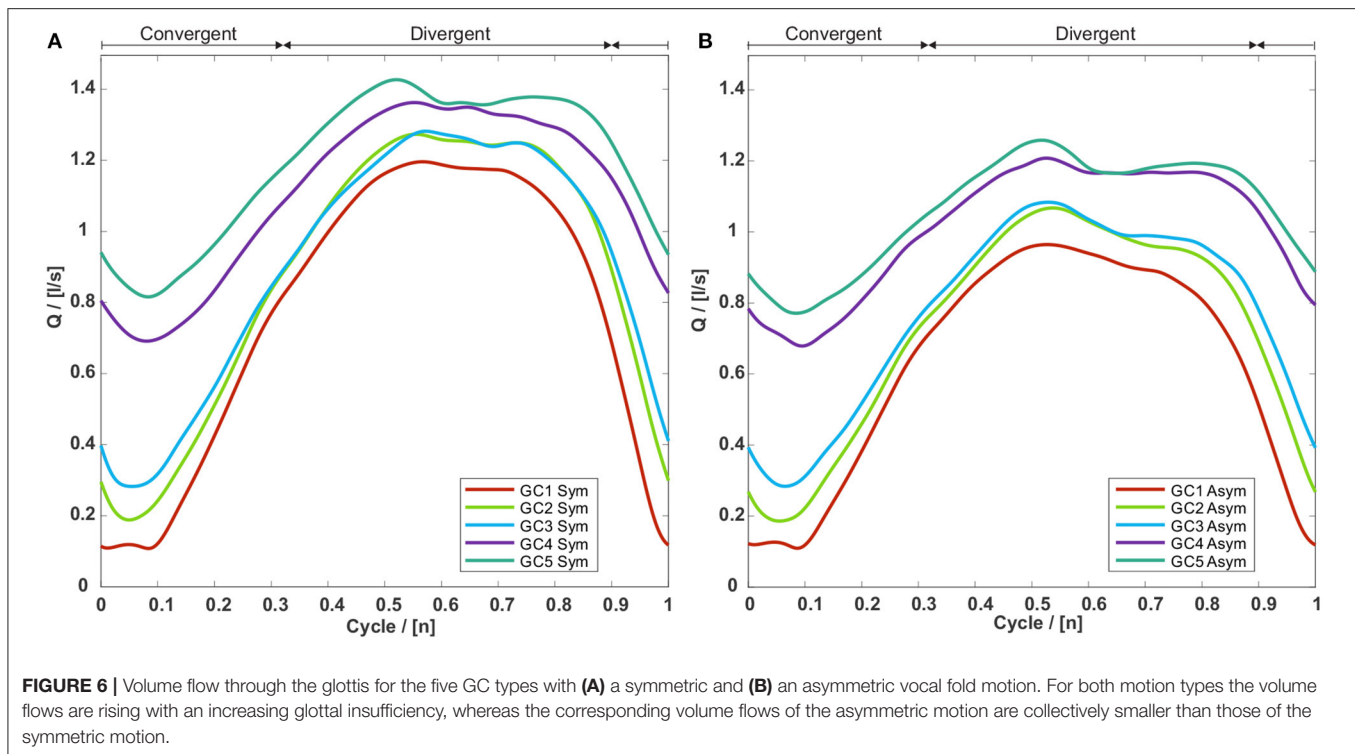 A
Convergent
Divergent
1.4
1.2
1
0.8
0.6
0.4
0.2
0
Q / [l/s]
0 0.1 0.2 0.3 0.4 0.5 0.6 0.7 0.8 0.9 1
Cycle / [n]
GC1 Sym
GC2 Sym
GC3 Sym
GC4 Sym
GC5 Sym
B
Convergent
Divergent
1.4
1.2
1
0.8
0.6
0.4
0.2
0
Q / [l/s]
0 0.1 0.2 0.3 0.4 0.5 0.6 0.7 0.8 0.9 1
Cycle / [n]
GC1 Asym
GC2 Asym
GC3 Asym
GC4 Asym
GC5 Asym
FIGURE 6 | Volume flow through the glottis for the five GC types with (A) a symmetric and (B) an asymmetric vocal fold motion. For both motion types the volume
flows are rising with an increasing glottal insufficiency, whereas the corresponding volume flows of the asymmetric motion are collectively smaller than those of the
symmetric motion.